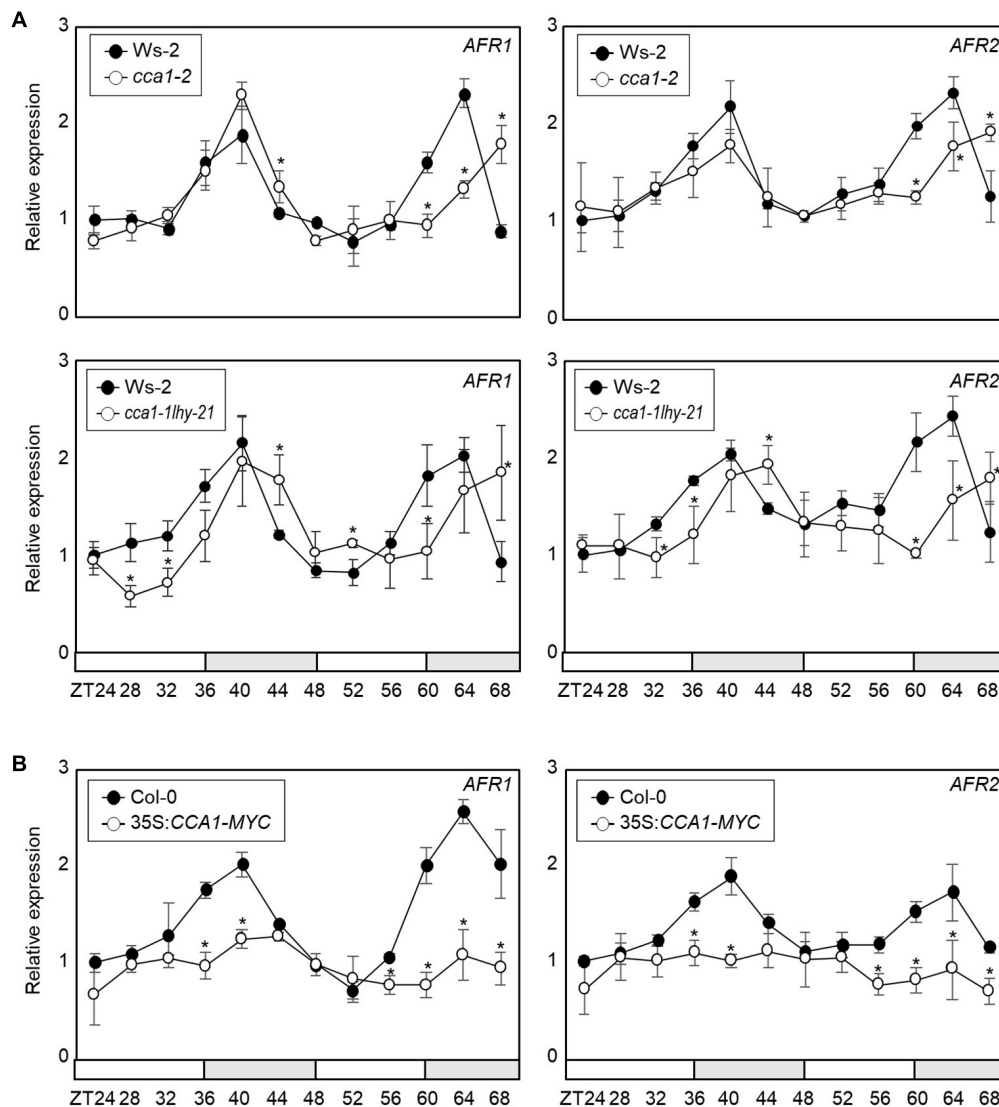 A
3
2
1
0
Relative expression
Ws-2
cca1-2
AFR1
*
*
*
*
3
2
1
0
Ws-2
cca1-2
AFR2
*
*
*
3
2
1
0
Relative expression
Ws-2
cca1-1lhy-21
AFR1
*
*
*
*
*
*
ZT24 28 32 36 40 44 48 52 56 60 64 68
3
2
1
0
Ws-2
cca1-1lhy-21
AFR2
*
*
*
*
*
*
ZT24 28 32 36 40 44 48 52 56 60 64 68
B
3
2
1
0
Relative expression
Col-0
35S:CCA1-MYC
AFR1
*
*
*
*
*
*
ZT24 28 32 36 40 44 48 52 56 60 64 68
3
2
1
0
Col-0
35S:CCA1-MYC
AFR2
*
*
*
*
*
*
ZT24 28 32 36 40 44 48 52 56 60 64 68